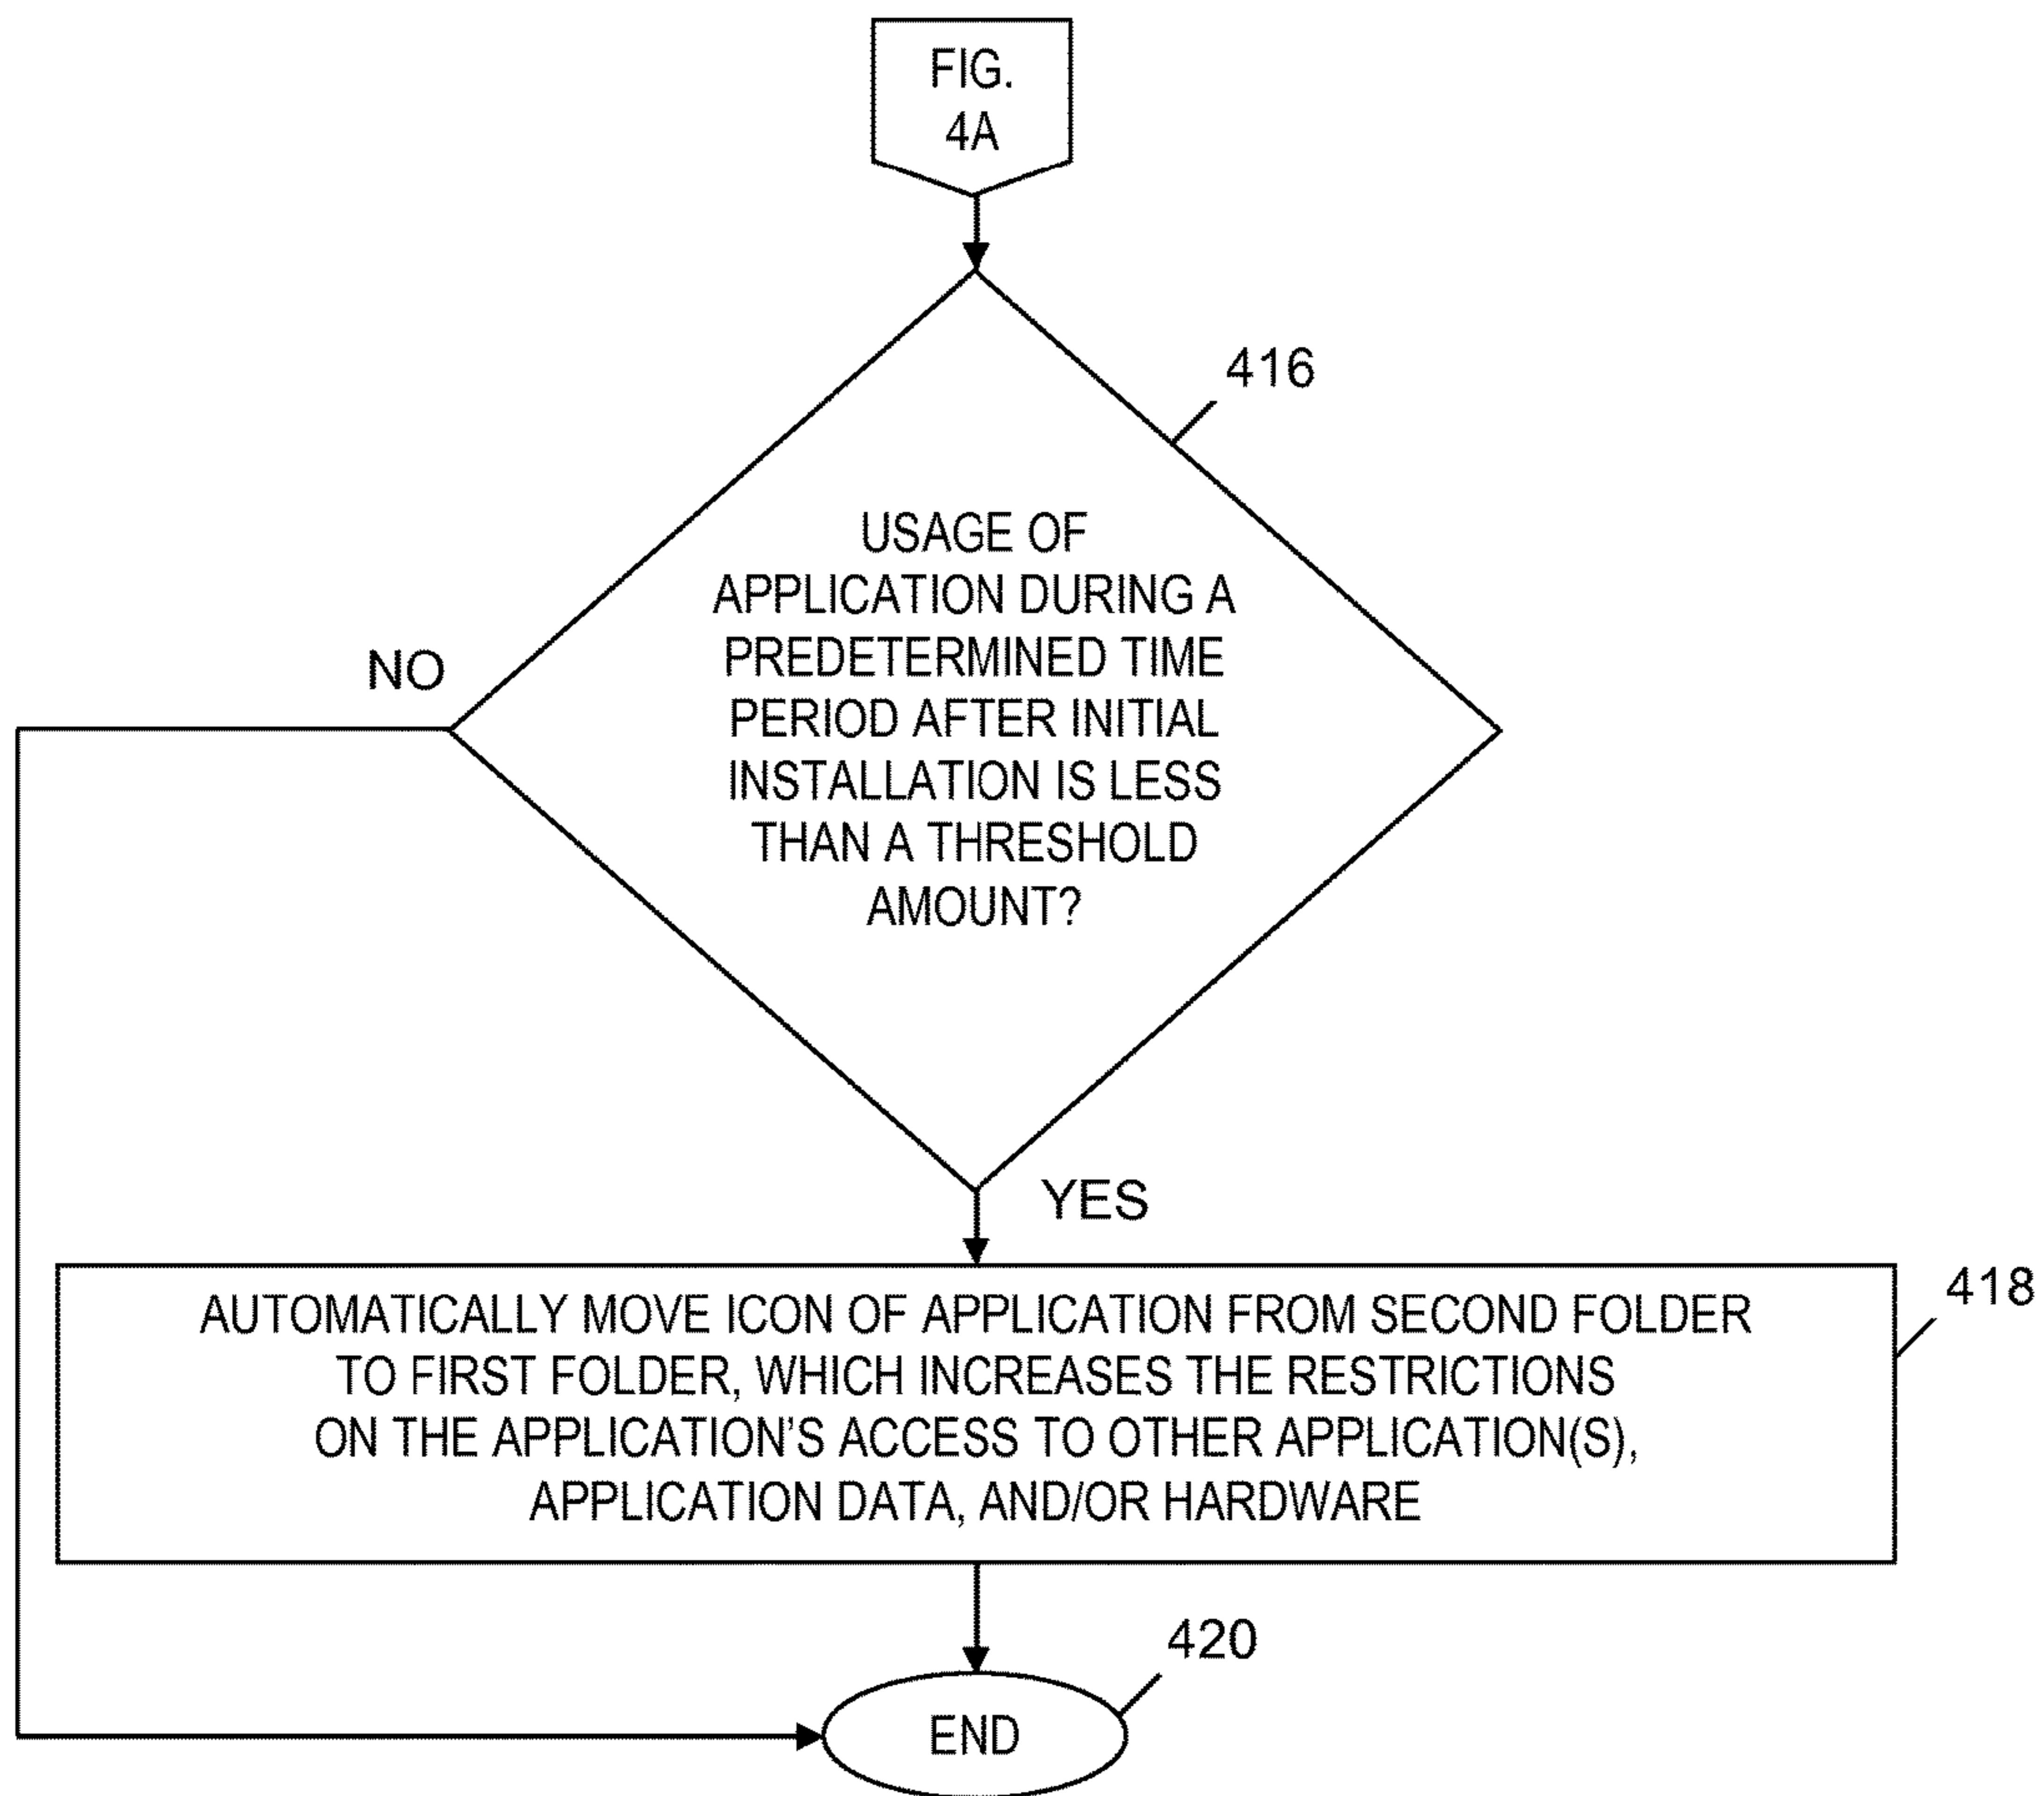 FIG.
4A
416
USAGE OF
APPLICATION DURING A
PREDETERMINED TIME
PERIOD AFTER INITIAL
INSTALLATION IS LESS
THAN A THRESHOLD
AMOUNT?
NO
YES
418
AUTOMATICALLY MOVE ICON OF APPLICATION FROM SECOND FOLDER
TO FIRST FOLDER, WHICH INCREASES THE RESTRICTIONS
ON THE APPLICATION'S ACCESS TO OTHER APPLICATION(S),
APPLICATION DATA, AND/OR HARDWARE
420
END